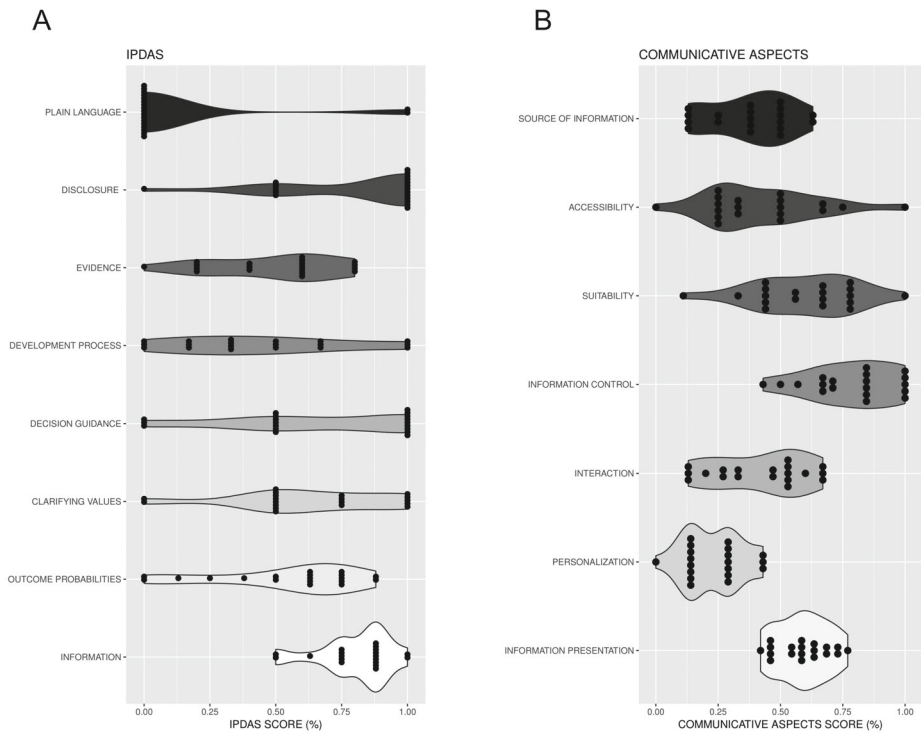 A
IPDAS
PLAIN LANGUAGE
DISCLOSURE
EVIDENCE
DEVELOPMENT PROCESS
DECISION GUIDANCE
CLARIFYING VALUES
OUTCOME PROBABILITIES
INFORMATION
0.00 0.25 0.50 0.75 1.00
IPDAS SCORE (%)
B
COMMUNICATIVE ASPECTS
SOURCE OF INFORMATION
ACCESSIBILITY
SUITABILITY
INFORMATION CONTROL
INTERACTION
PERSONALIZATION
INFORMATION PRESENTATION
0.00 0.25 0.50 0.75 1.00
COMMUNICATIVE ASPECTS SCORE (%)